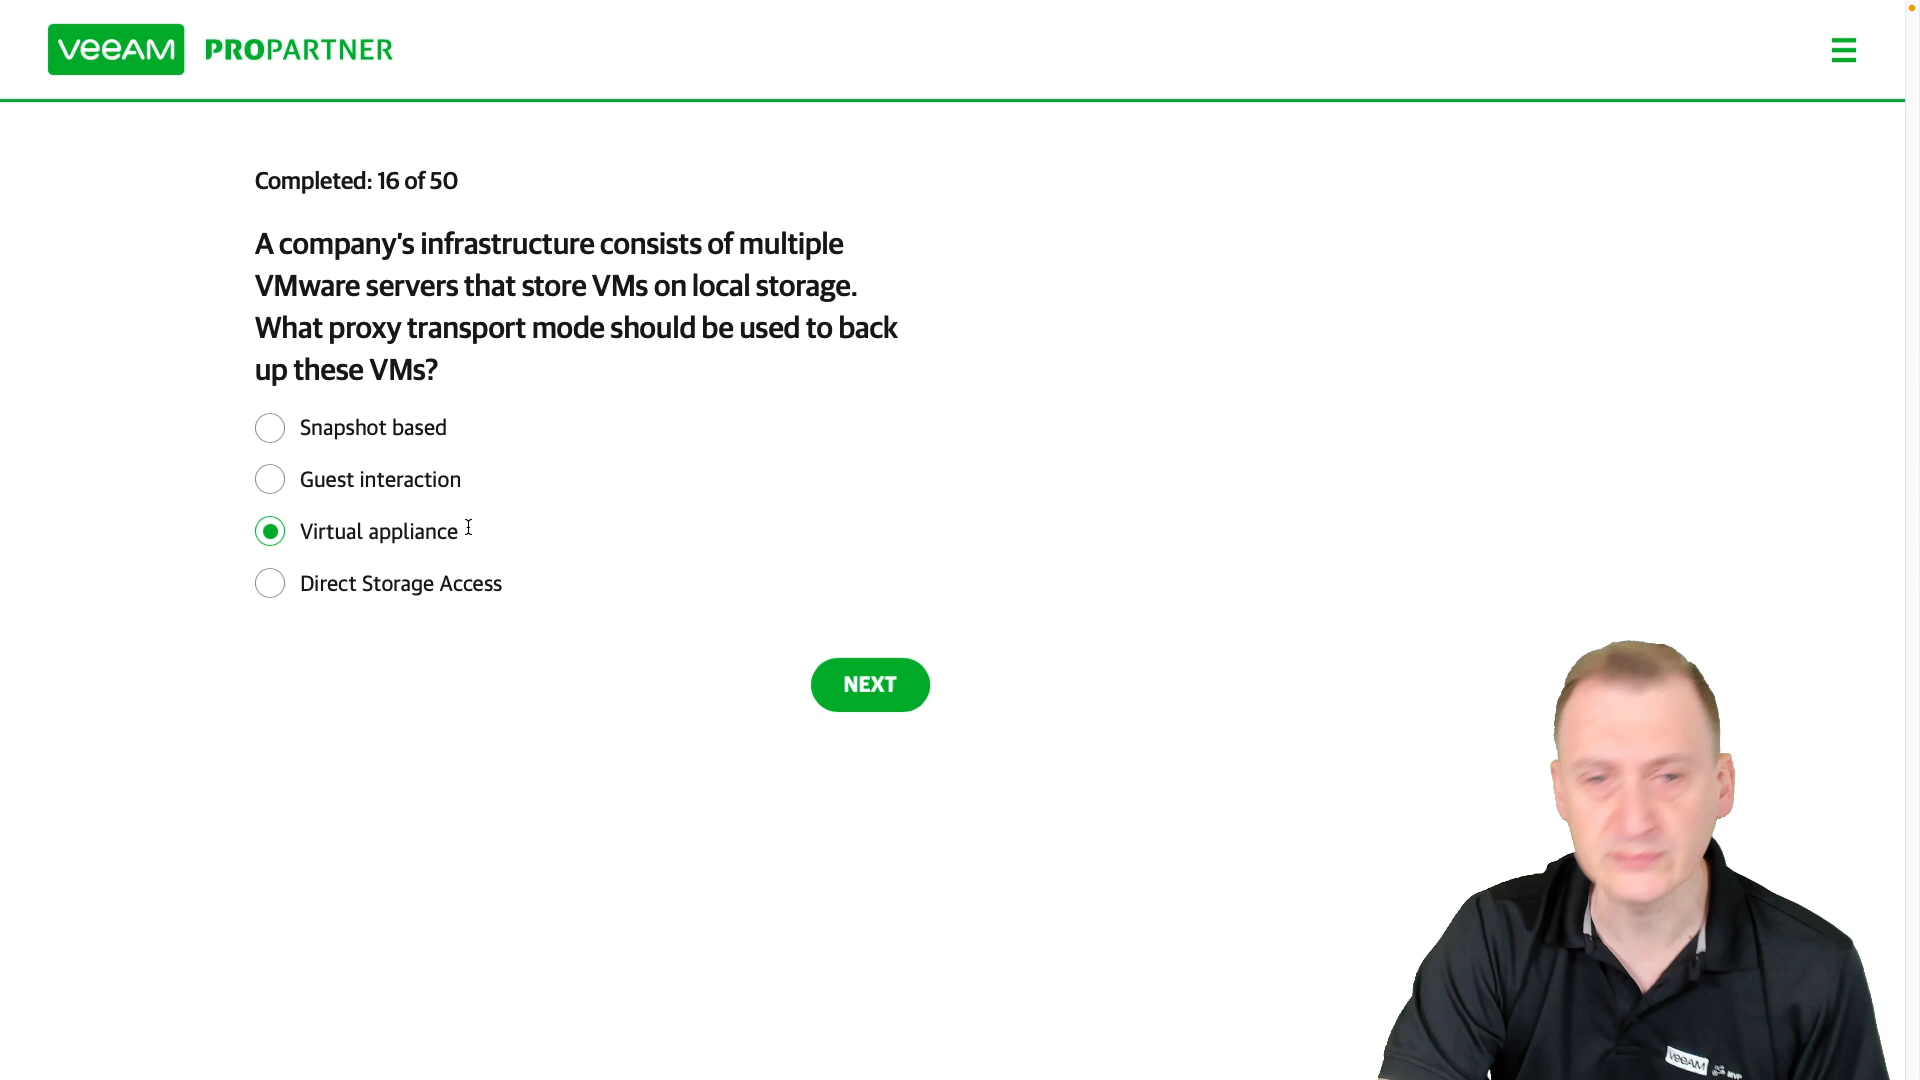 veeAM PROPARTNER
Completed: 16 of 50
A company's infrastructure consists of multiple
VMware servers that store VMs on local storage.
What proxy transport mode should be used to back
up these VMs?
Snapshot based
Guest interaction
Virtual appliance
Direct Storage Access
NEXT
veeAM MVP